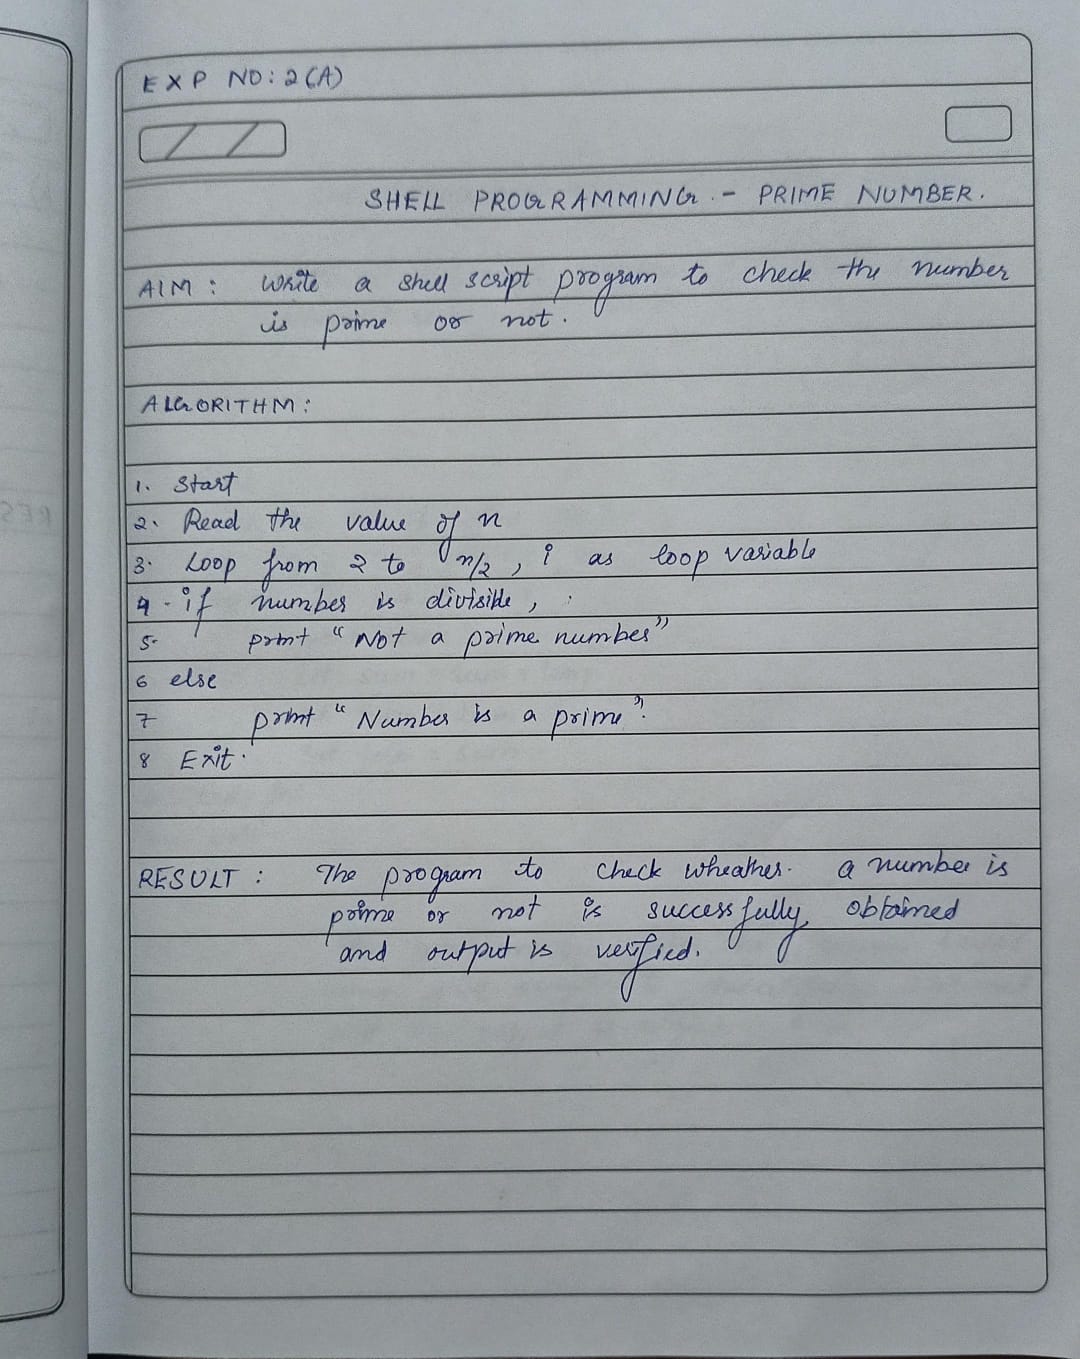 EXP NO: 2(A)
SHELL PROGRAMMING. - PRIME NUMBER.
AIM : Write a shell script program to check the number
is prime or not.
ALGORITHM:
1. Start
2. Read the value of n
3. Loop from 2 to n/2, i as loop variable
4. if number is divisible,
5. print "Not a prime number"
6 else
7 print "Number is a prime".
8 Exit.
RESULT : The program to check wheather. a number is
prime or not is successfully obtained
and output is verified.